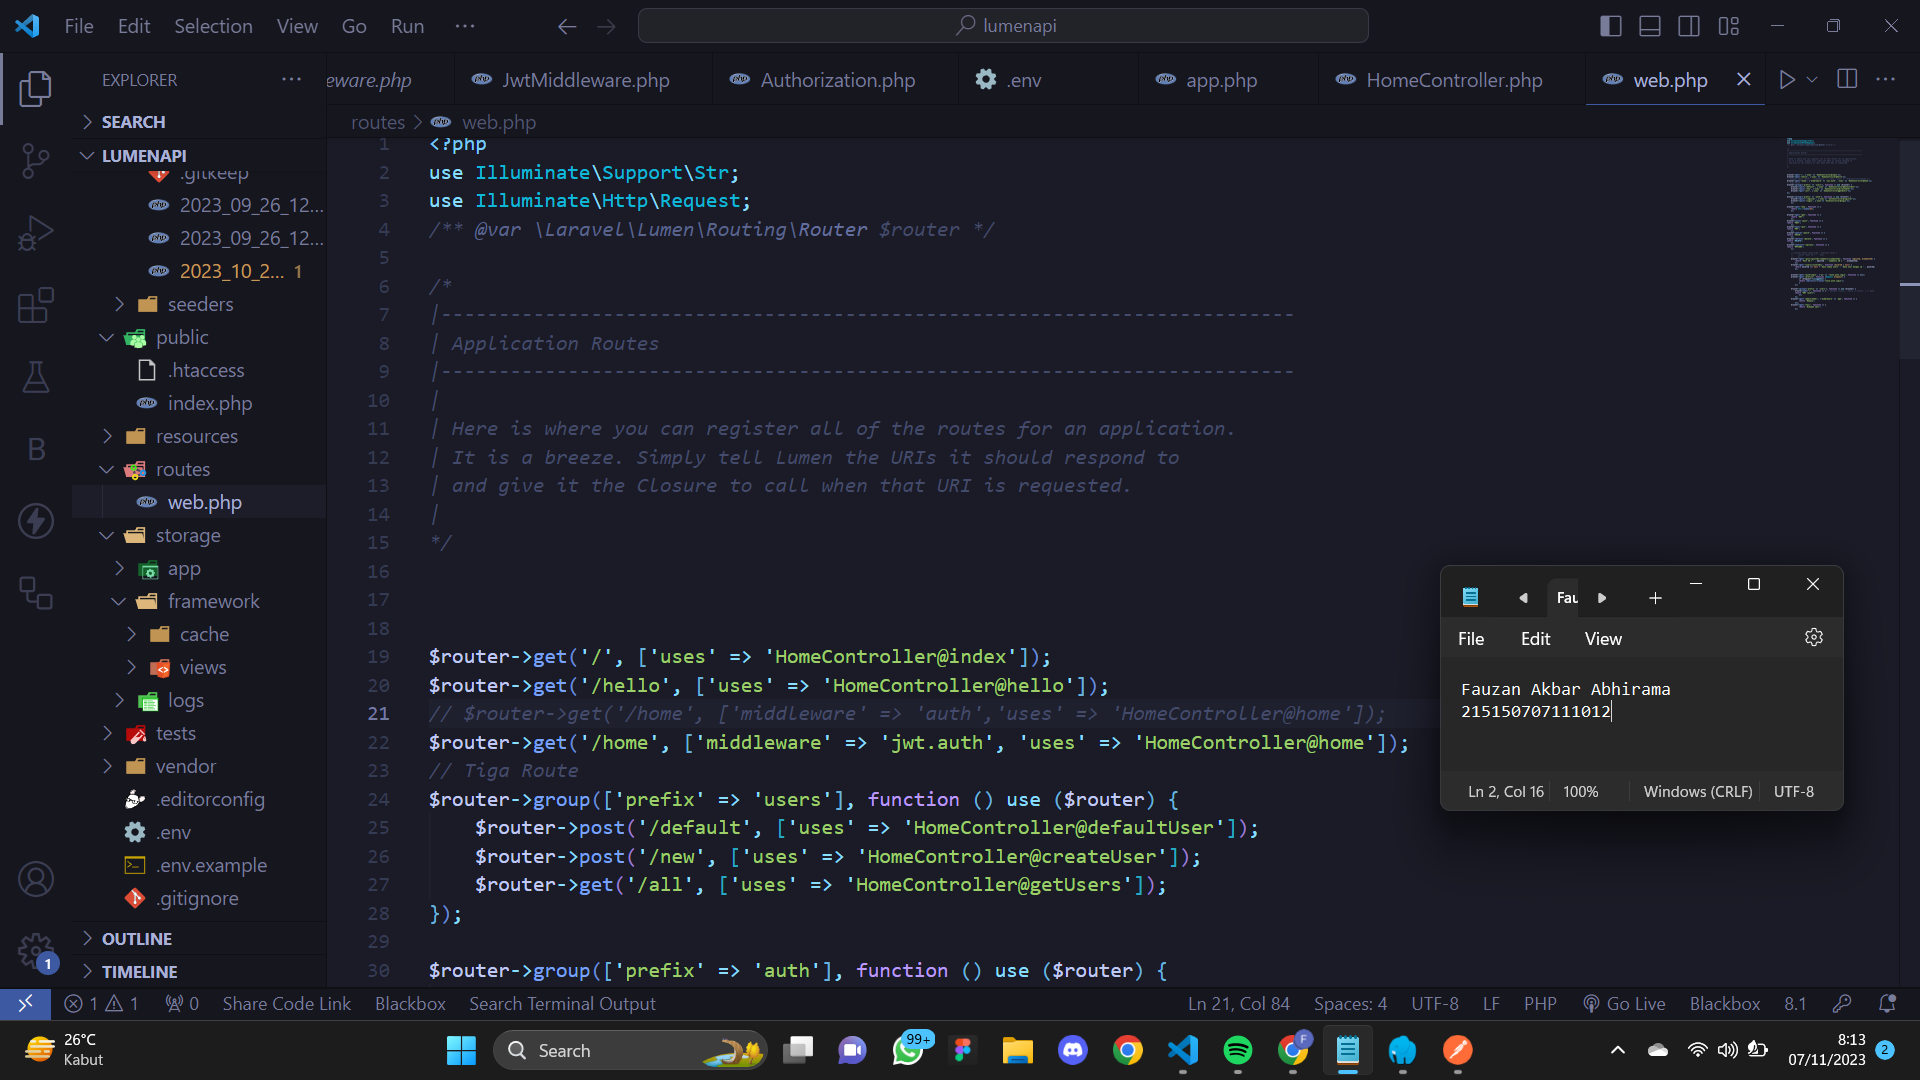 File Edit Selection View Go Run ···
lumenapi
EXPLORER ···
SEARCH
LUMENAPI
.gitkeep
2023_09_26_12...
2023_09_26_12...
2023_10_2... 1
seeders
public
.htaccess
index.php
resources
routes
web.php
storage
app
framework
cache
views
logs
tests
vendor
.editorconfig
.env
.env.example
.gitignore
OUTLINE
TIMELINE
B
1
eware.php JwtMiddleware.php Authorization.php .env app.php HomeController.php web.php
routes > web.php
1 <?php
2 use Illuminate\Support\Str;
3 use Illuminate\Http\Request;
4 /** @var \Laravel\Lumen\Routing\Router $router */
5
6 /*
7 |--------------------------------------------------------------------------
8 | Application Routes
9 |--------------------------------------------------------------------------
10 |
11 | Here is where you can register all of the routes for an application.
12 | It is a breeze. Simply tell Lumen the URIs it should respond to
13 | and give it the Closure to call when that URI is requested.
14 |
15 */
16
17
18
19 $router->get('/', ['uses' => 'HomeController@index']);
20 $router->get('/hello', ['uses' => 'HomeController@hello']);
21 // $router->get('/home', ['middleware' => 'auth','uses' => 'HomeController@home']);
22 $router->get('/home', ['middleware' => 'jwt.auth', 'uses' => 'HomeController@home']);
23 // Tiga Route
24 $router->group(['prefix' => 'users'], function () use ($router) {
25     $router->post('/default', ['uses' => 'HomeController@defaultUser']);
26     $router->post('/new', ['uses' => 'HomeController@createUser']);
27     $router->get('/all', ['uses' => 'HomeController@getUsers']);
28 });
29
30 $router->group(['prefix' => 'auth'], function () use ($router) {
Fau
File Edit View
Fauzan Akbar Abhirama
215150707111012
Ln 2, Col 16 100% Windows (CRLF) UTF-8
1 1 0 Share Code Link Blackbox Search Terminal Output Ln 21, Col 84 Spaces: 4 UTF-8 LF PHP Go Live Blackbox 8.1
26°C
Kabut
Search
99+
F
8:13
07/11/2023
2